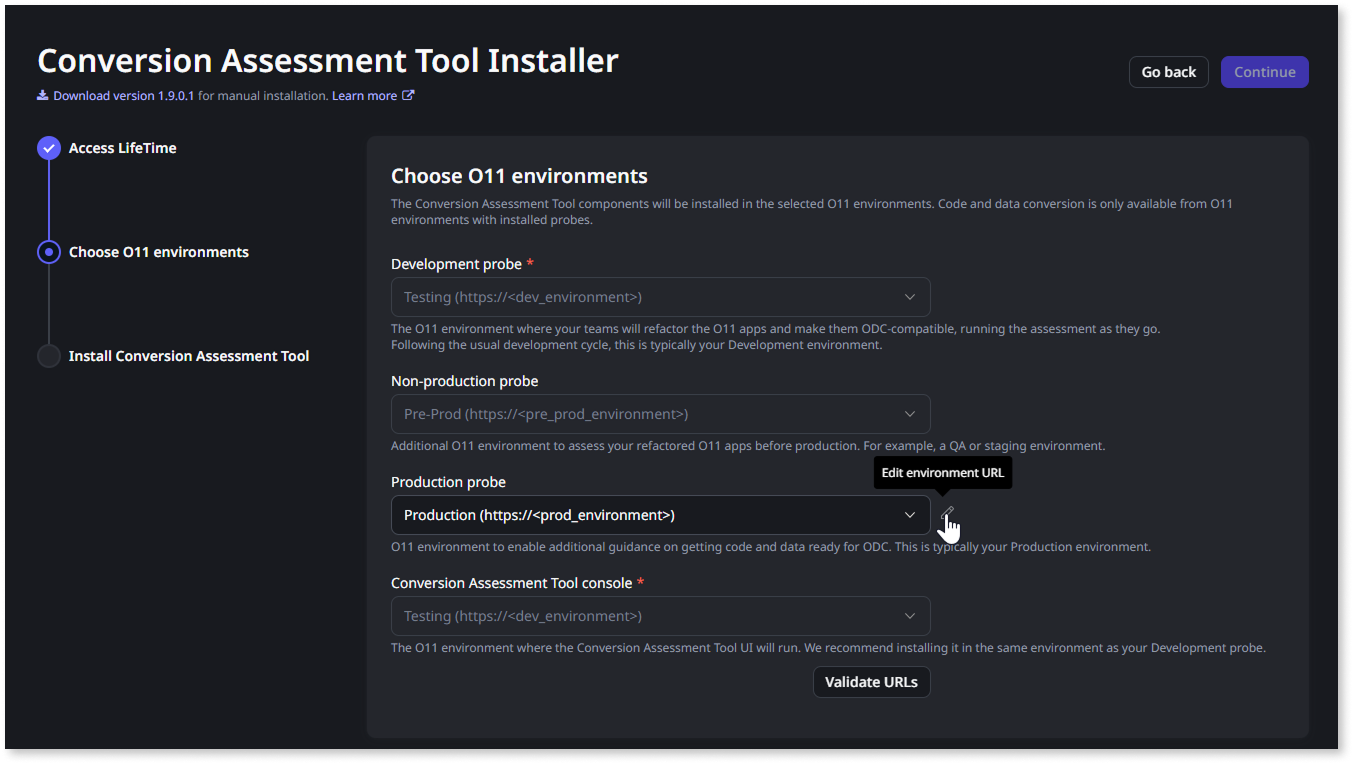 Conversion Assessment Tool Installer
Download version 1.9.0.1 for manual installation. Learn more
Go back
Continue
Access LifeTime
Choose O11 environments
Install Conversion Assessment Tool
Choose O11 environments
The Conversion Assessment Tool components will be installed in the selected O11 environments. Code and data conversion is only available from O11
environments with installed probes.
Development probe *
Testing (https://<dev_environment>)
The O11 environment where your teams will refactor the O11 apps and make them ODC-compatible, running the assessment as they go.
Following the usual development cycle, this is typically your Development environment.
Non-production probe
Pre-Prod (https://<pre_prod_environment>)
Additional O11 environment to assess your refactored O11 apps before production. For example, a QA or staging environment.
Edit environment URL
Production probe
Production (https://<prod_environment>)
O11 environment to enable additional guidance on getting code and data ready for ODC. This is typically your Production environment.
Conversion Assessment Tool console *
Testing (https://<dev_environment>)
The O11 environment where the Conversion Assessment Tool UI will run. We recommend installing it in the same environment as your Development probe.
Validate URLs